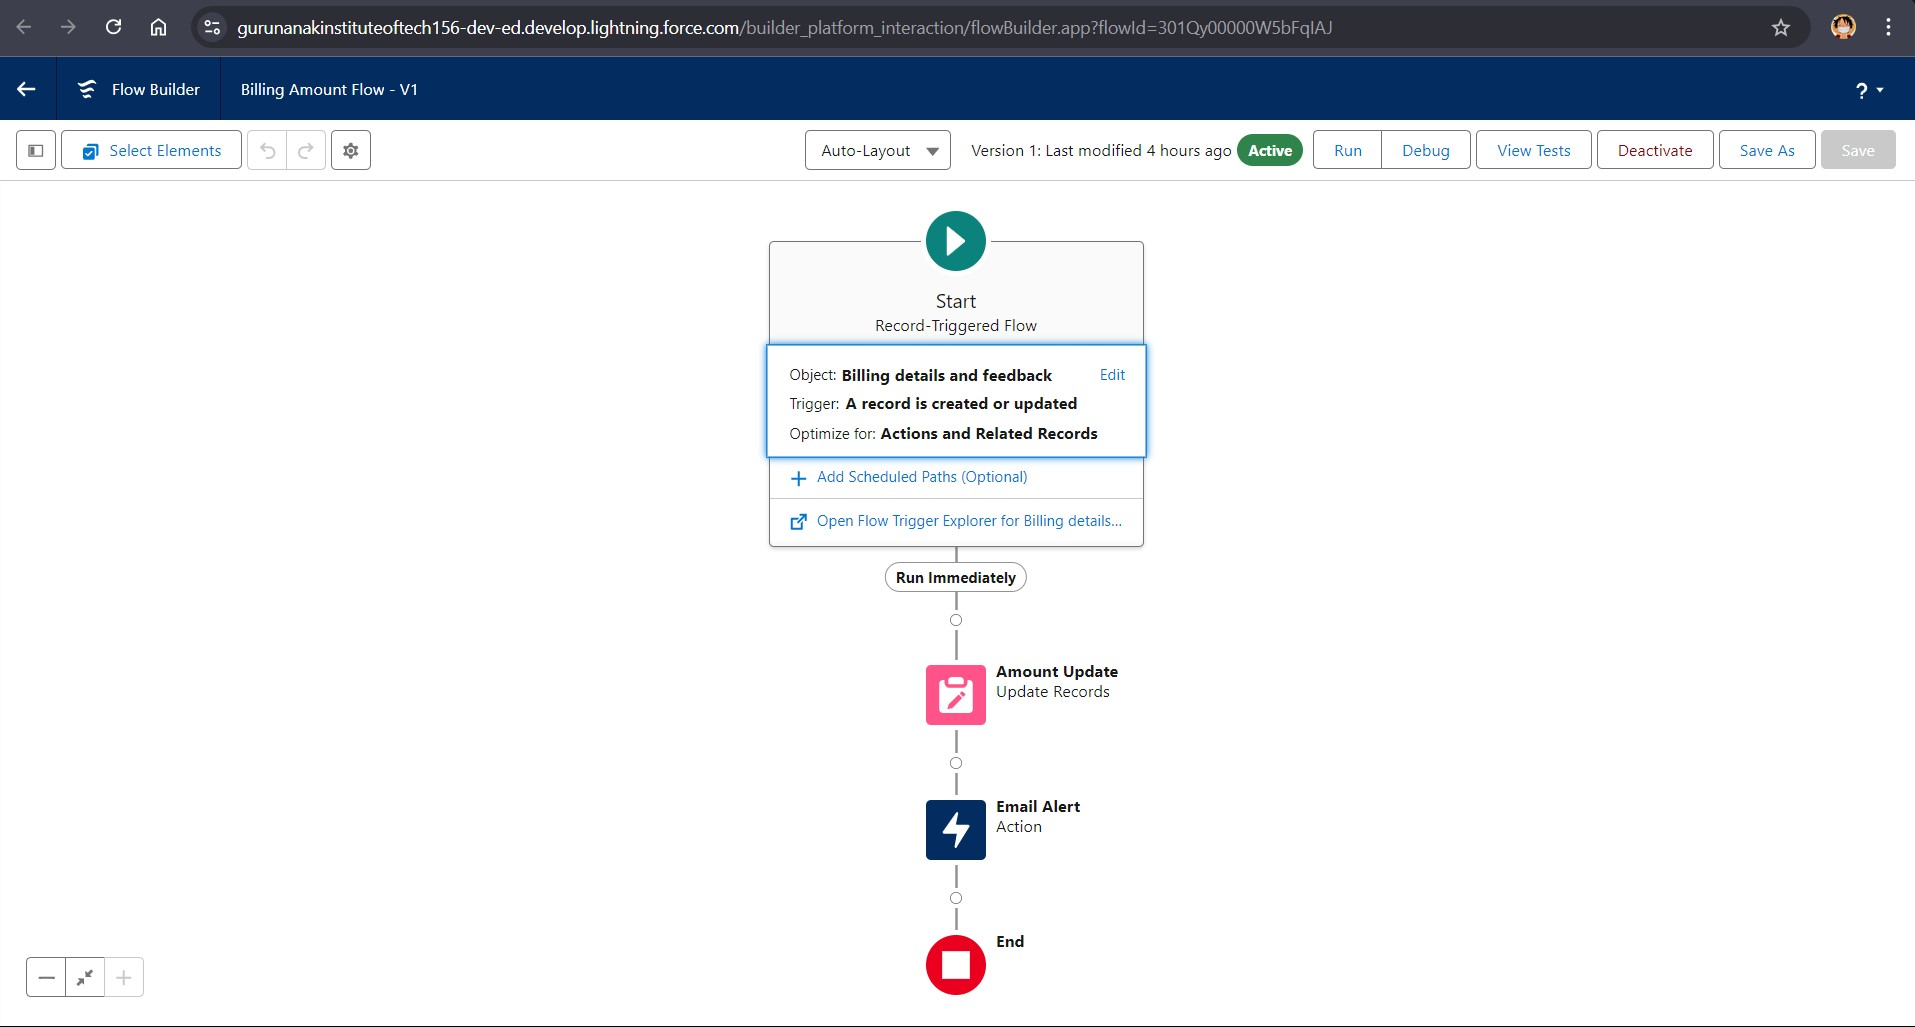 gurunanakinstituteoftech156-dev-ed.develop.lightning.force.com/builder_platform_interaction/flowBuilder.app?flowId=301Qy00000W5bFqIAJ
Flow Builder
Billing Amount Flow - V1
?
Select Elements
Auto-Layout
Version 1: Last modified 4 hours ago
Active
Run
Debug
View Tests
Deactivate
Save As
Save
Start
Record-Triggered Flow
Object: Billing details and feedback
Edit
Trigger: A record is created or updated
Optimize for: Actions and Related Records
Add Scheduled Paths (Optional)
Open Flow Trigger Explorer for Billing details...
Run Immediately
Amount Update
Update Records
Email Alert
Action
End